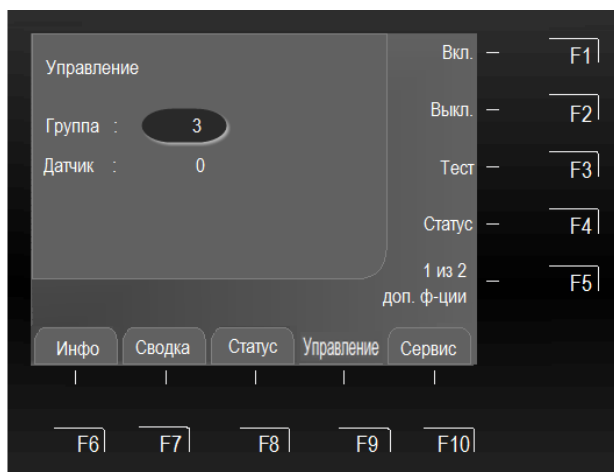 Управление
Группа : 3
Датчик : 0
Вкл. F1
Выкл. F2
Тест F3
Статус F4
1 из 2
доп. ф-ции F5
Инфо Сводка Статус Управление Сервис
F6 F7 F8 F9 F10